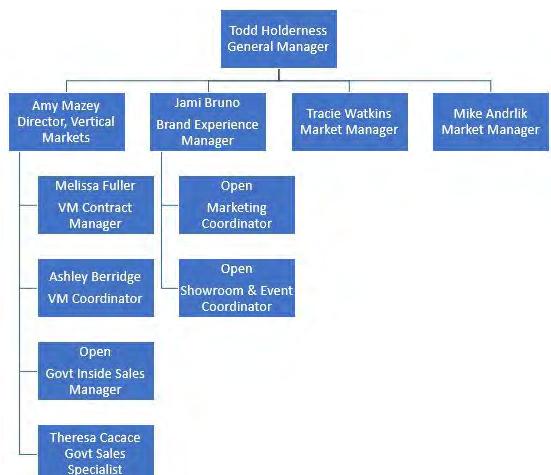 Todd Holderness
General Manager
Amy Mazey
Director, Vertical
Markets
Jami Bruno
Brand Experience
Manager
Tracie Watkins
Market Manager
Mike Andrlik
Market Manager
Melissa Fuller
VM Contract
Manager
Open
Marketing
Coordinator
Ashley Berridge
VM Coordinator
Open
Showroom & Event
Coordinator
Open
Govt Inside Sales
Manager
Theresa Cacace
Govt Sales
Specialist